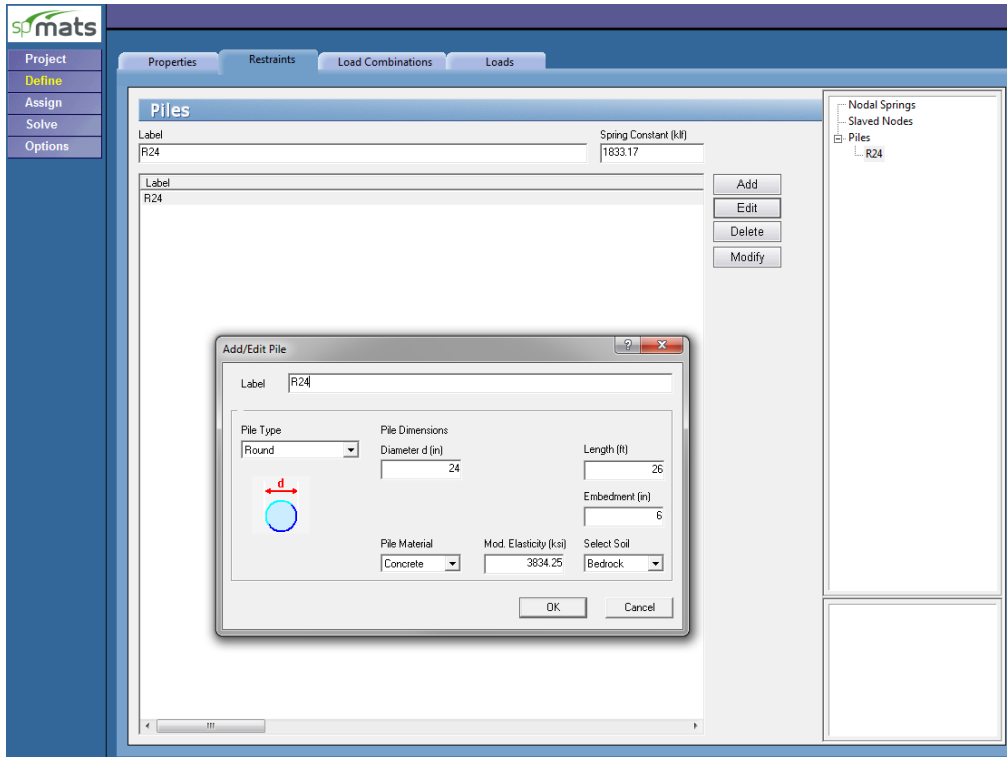 spmats
Project
Define
Assign
Solve
Options
Properties Restraints Load Combinations Loads
Piles
Label Spring Constant (klf)
R24 1833.17
Label
R24
Add
Edit
Delete
Modify
Nodal Springs
Slaved Nodes
Piles
R24
Add/Edit Pile
Label R24
Pile Type Pile Dimensions
Diameter d (in) Length (ft)
Round 24 26
d
Embedment (in)
6
Pile Material Mod. Elasticity (ksi) Select Soil
Concrete 3834.25 Bedrock
OK Cancel